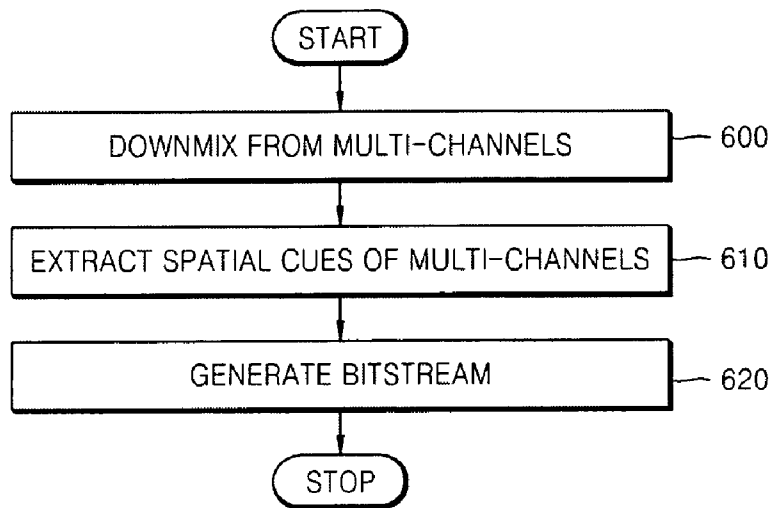 START
DOWNMIX FROM MULTI-CHANNELS
600
EXTRACT SPATIAL CUES OF MULTI-CHANNELS
610
GENERATE BITSTREAM
620
STOP